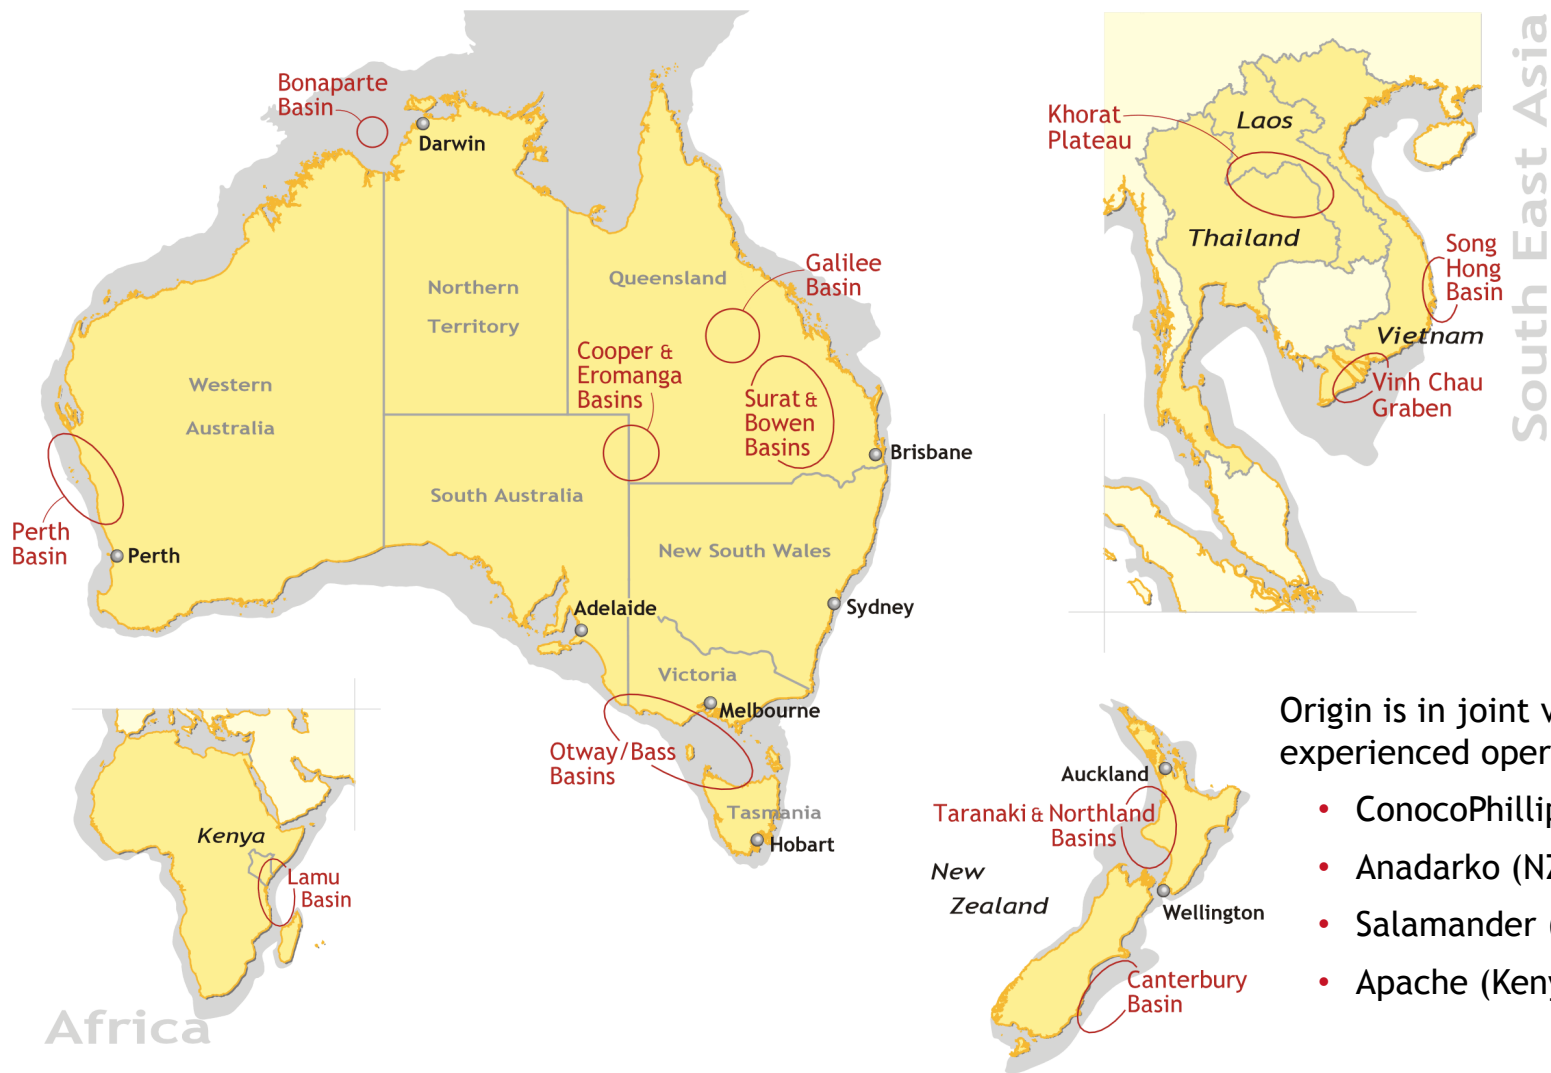 Bonaparte
Basin
Darwin
Galilee
Basin
Queensland
Northern
Territory
Cooper &
Eromanga
Basins
Western
Australia
Surat &
Bowen
Basins
Brisbane
South Australia
Perth
Basin
Perth
New South Wales
Adelaide
Sydney
Victoria
Melbourne
Otway/Bass
Basins
Tasmania
Hobart
Kenya
Lamu
Basin
Africa
South East Asia
Khorat
Plateau
Laos
Thailand
Song
Hong
Basin
Vietnam
Vinh Chau
Graben
Auckland
Taranaki & Northland
Basins
New
Zealand
Wellington
Canterbury
Basin
Origin is in joint
experienced
• ConocoPhillip
• Anadarko (NZ
• Salamander (
• Apache (Keny